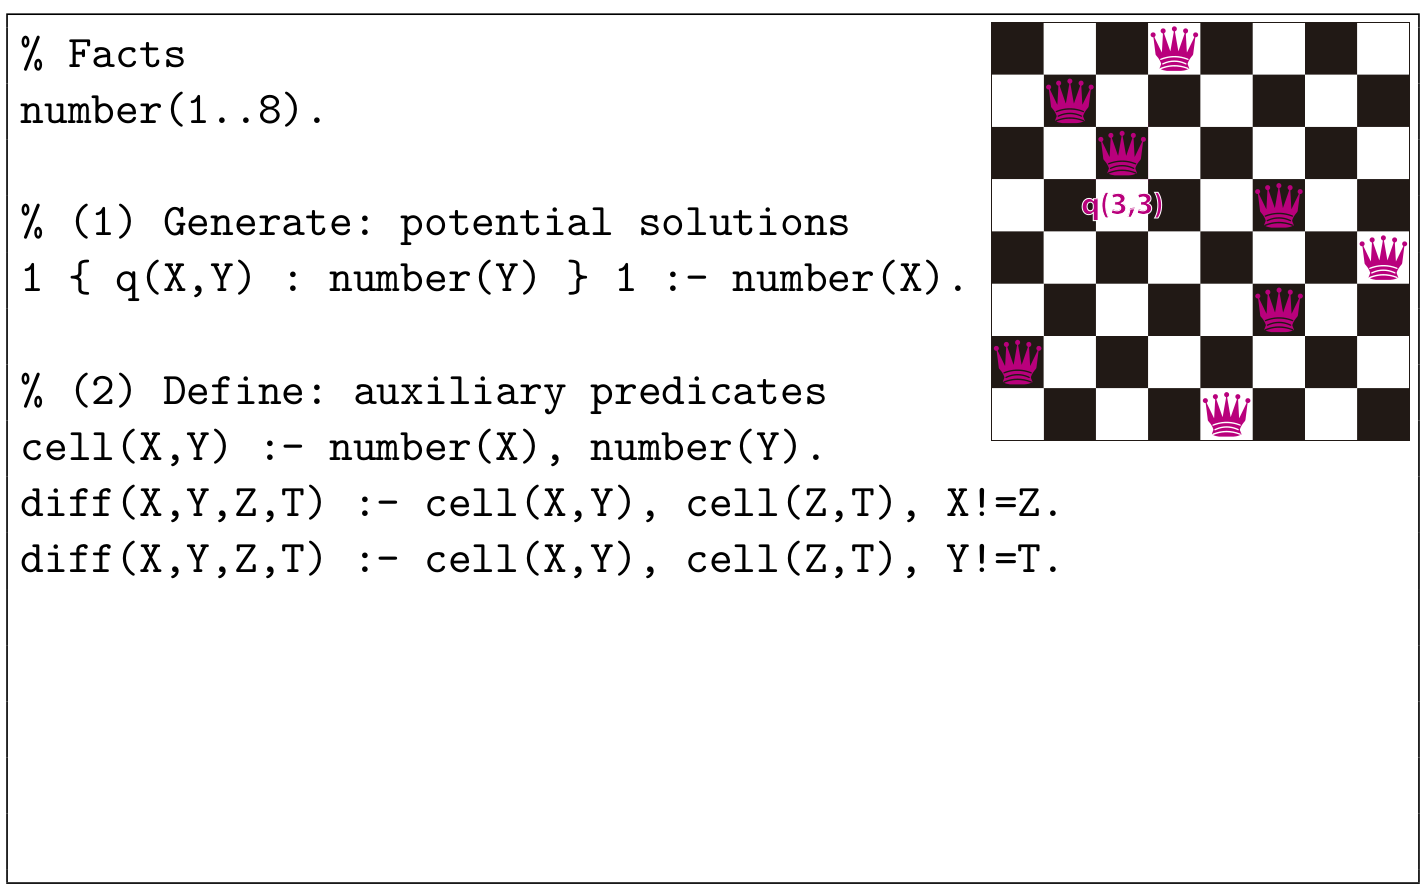 % Facts
number(1..8).
% (1) Generate: potential solutions
1 { q(X,Y) : number(Y) } 1 :- number(X).
% (2) Define: auxiliary predicates
cell(X,Y) :- number(X), number(Y).
diff(X,Y,Z,T) :- cell(X,Y), cell(Z,T), X!=Z.
diff(X,Y,Z,T) :- cell(X,Y), cell(Z,T), Y!=T.
q(3,3)